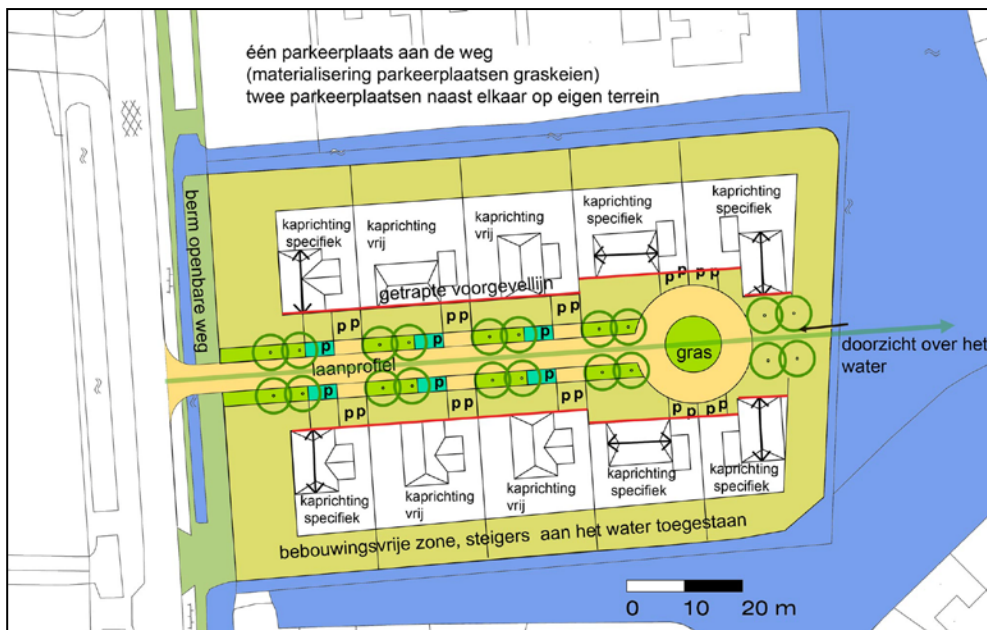 één parkeerplaats aan de weg
(materialisering parkeerplaatsen graskeien)
twee parkeerplaatsen naast elkaar op eigen terrein
berm openbare weg
kaprichting
specifiek
kaprichting
vrij
kaprichting
vrij
kaprichting
specifiek
kaprichting
specifiek
getrapte voorgevellijn
p p
p p
p p
p p
p p
p
p
p
laanprofiel
gras
doorzicht over het
water
p
p
p
p p
p p
p p
p p
p p
kaprichting
specifiek
kaprichting
vrij
kaprichting
vrij
kaprichting
specifiek
kaprichting
specifiek
bebouwingsvrije zone, steigers aan het water toegestaan
0 10 20 m